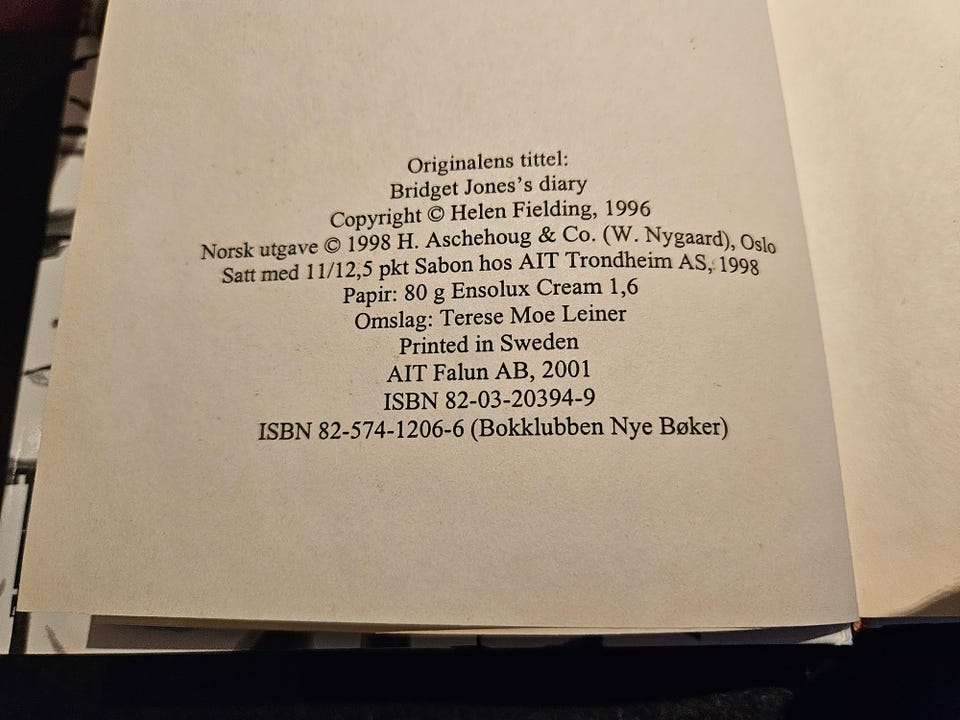 Originalens tittel:
Bridget Jones's diary
Copyright © Helen Fielding, 1996
Norsk utgave © 1998 H. Aschehoug & Co. (W. Nygaard), Oslo
Satt med 11/12,5 pkt Sabon hos AIT Trondheim AS, 1998
Papir: 80 g Ensolux Cream 1,6
Omslag: Terese Moe Leiner
Printed in Sweden
AIT Falun AB, 2001
ISBN 82-03-20394-9
ISBN 82-574-1206-6 (Bokklubben Nye Bøker)